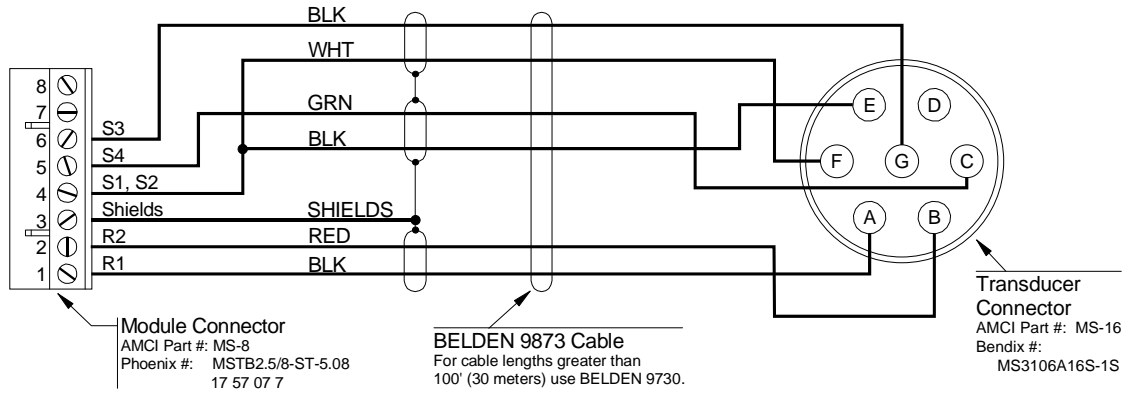 BLK
WHT
GRN
BLK
SHIELDS
RED
BLK
8
7
6
5
4
3
2
1
S3
S4
S1, S2
Shields
R2
R1
E
D
F
G
C
A
B
Module Connector
AMCI Part #: MS-8
Phoenix #: MSTB2.5/8-ST-5.08
17 57 07 7
BELDEN 9873 Cable
For cable lengths greater than
100' (30 meters) use BELDEN 9730.
Transducer
Connector
AMCI Part #: MS-16
Bendix #:
MS3106A16S-1S